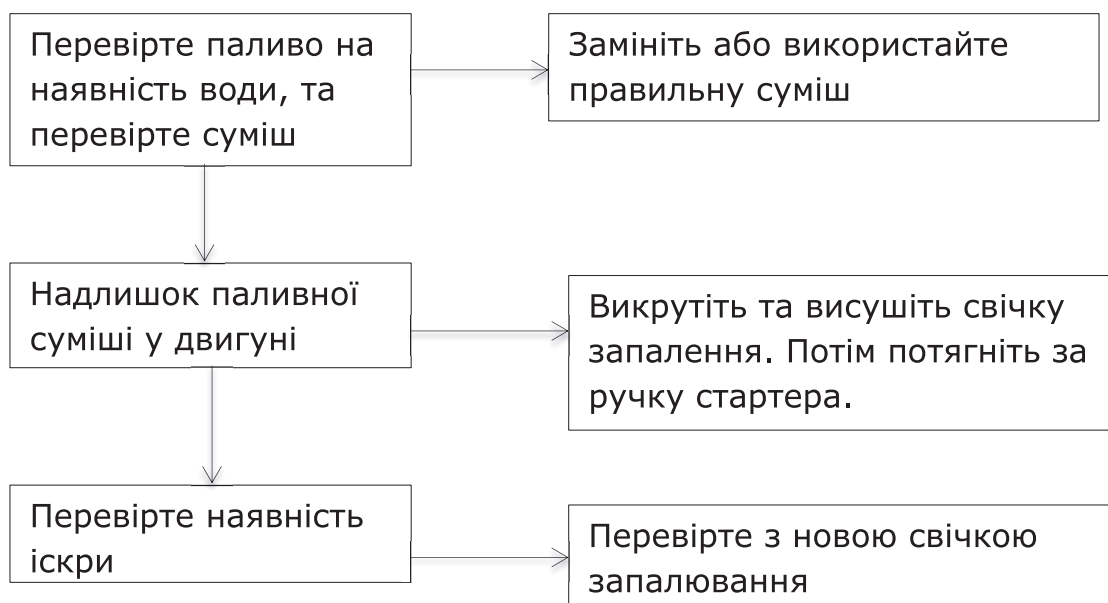 Перевірте паливо на
наявність води, та
перевірте суміш
Замініть або використайте
правильну суміш
Надлишок паливної
суміші у двигуні
Викрутіть та висушіть свічку
запалення. Потім потягніть за
ручку стартера.
Перевірте наявність
іскри
Перевірте з новою свічкою
запалювання